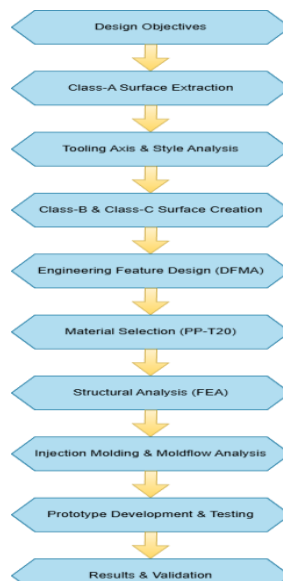 Design Objectives
Class-A Surface Extraction
Tooling Axis & Style Analysis
Class-B & Class-C Surface Creation
Engineering Feature Design (DFMA)
Material Selection (PP-T20)
Structural Analysis (FEA)
Injection Molding & Moldflow Analysis
Prototype Development & Testing
Results & Validation